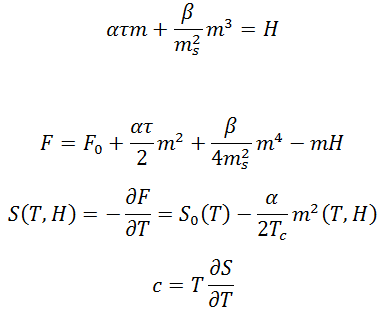 ατm + β/m_s^2 m^3 = H
F = F_0 + ατ/2 m^2 + β/4m_s^2 m^4 − mH
S(T, H) = −∂F/∂T = S_0(T) − α/2T_c m^2(T, H)
c = T ∂S/∂T